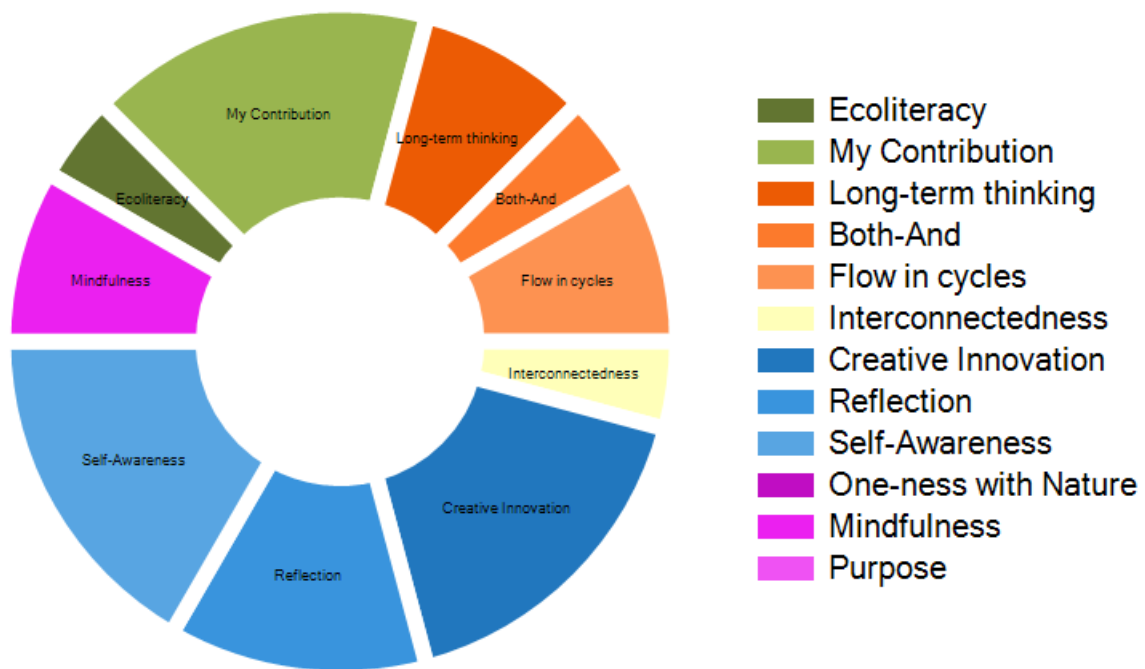 My Contribution
Long-term thinking
Ecoliteracy
Both-And
Mindfulness
Flow in cycles
Interconnectedness
Self-Awareness
Creative Innovation
Reflection
Ecoliteracy
My Contribution
Long-term thinking
Both-And
Flow in cycles
Interconnectedness
Creative Innovation
Reflection
Self-Awareness
One-ness with Nature
Mindfulness
Purpose